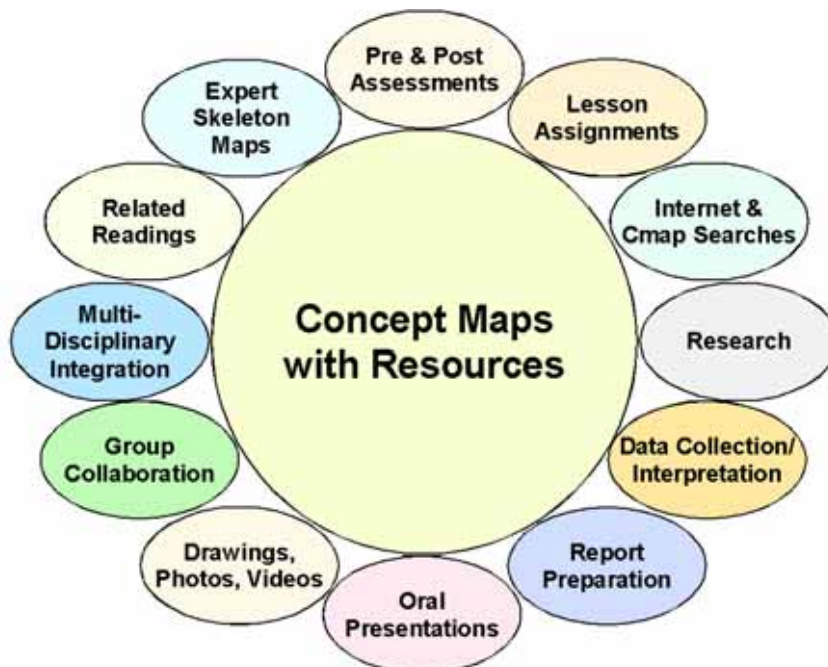 Pre & Post
Assessments
Lesson
Assignments
Internet &
Cmap Searches
Research
Data Collection/
Interpretation
Report
Preparation
Oral
Presentations
Drawings,
Photos, Videos
Group
Collaboration
Multi-
Disciplinary
Integration
Related
Readings
Expert
Skeleton
Maps
Concept Maps
with Resources